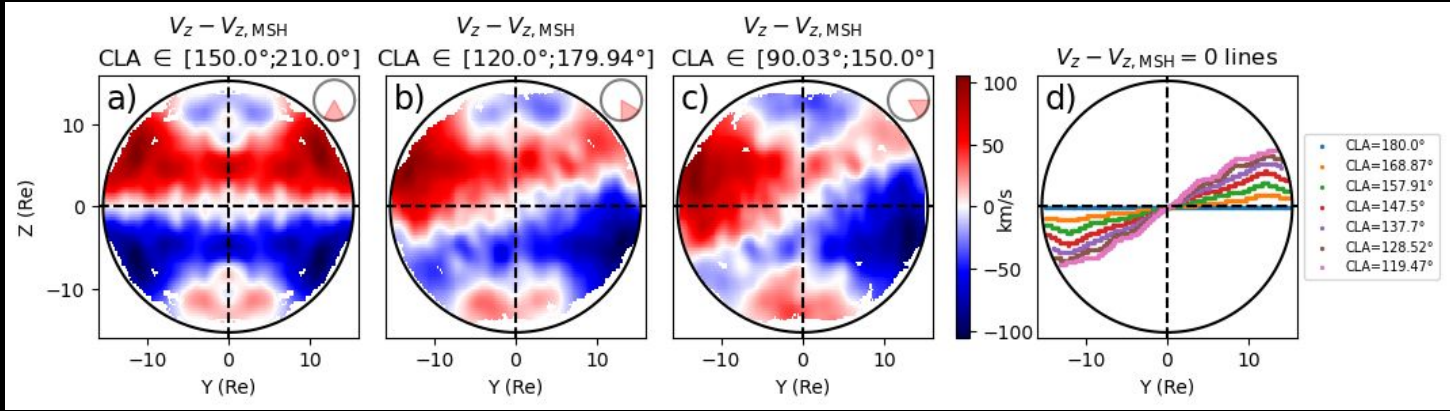 V_z − V_z,MSH
CLA ∈ [150.0°;210.0°]
V_z − V_z,MSH
CLA ∈ [120.0°;179.94°]
V_z − V_z,MSH
CLA ∈ [90.03°;150.0°]
V_z − V_z,MSH = 0 lines
a)
b)
c)
d)
Z (Re)
10
0
−10
−10
0
10
Y (Re)
−10
0
10
Y (Re)
−10
0
10
Y (Re)
100
50
0
−50
−100
km/s
−10
0
10
Y (Re)
CLA=180.0°
CLA=168.87°
CLA=157.91°
CLA=147.5°
CLA=137.7°
CLA=128.52°
CLA=119.47°